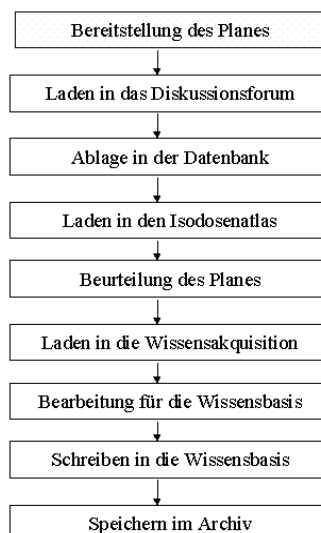 Bereitstellung des Planes
Laden in das Diskussionsforum
Ablage in der Datenbank
Laden in den Isodosenatlas
Beurteilung des Planes
Laden in die Wissensakquisition
Bearbeitung für die Wissensbasis
Schreiben in die Wissensbasis
Speichern im Archiv